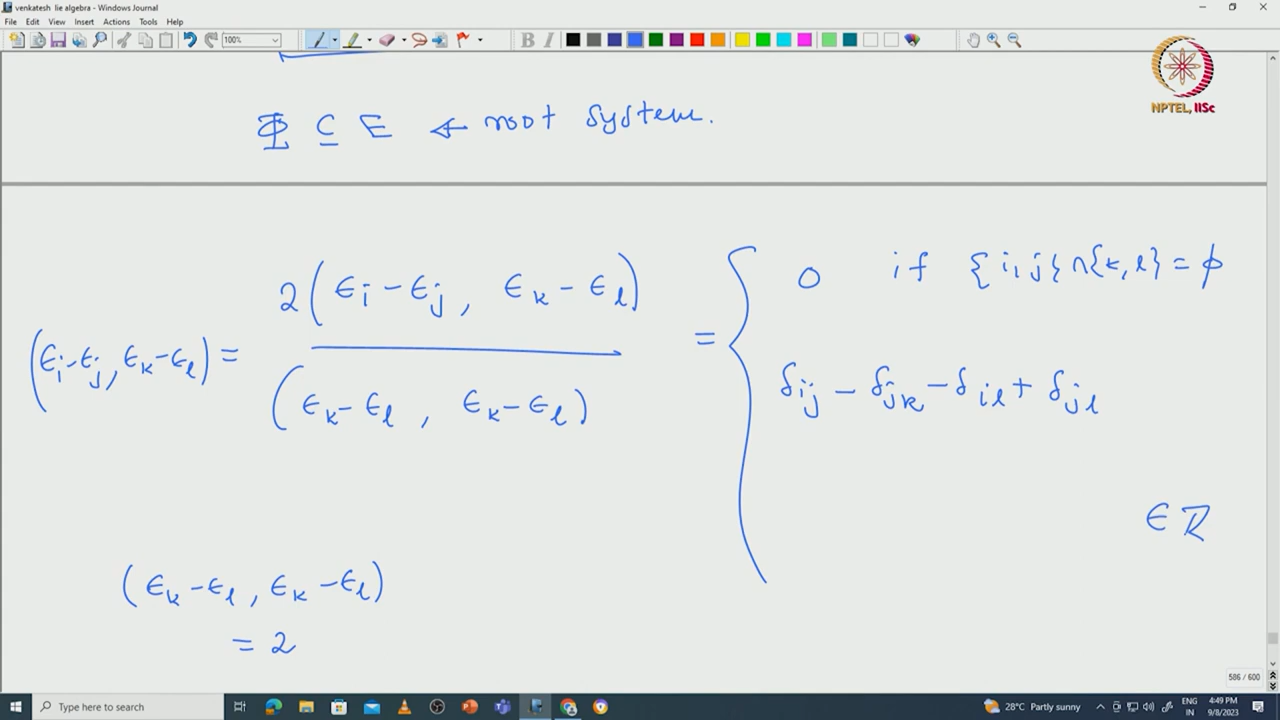 venkatesh lie algebra - Windows Journal
File Edit View Insert Actions Tools Help
100%
B I
NPTEL, IISc
Φ ⊆ E ← root system.
(ϵ_i - ϵ_j, ϵ_k - ϵ_l) = 2(ϵ_i - ϵ_j, ϵ_k - ϵ_l) / (ϵ_k - ϵ_l, ϵ_k - ϵ_l) = { 0 if {i,j} ∩ {k,l} = ϕ
δ_ij - δ_jk - δ_il + δ_jl
∈ R
(ϵ_k - ϵ_l, ϵ_k - ϵ_l)
= 2
586 / 600
Type here to search
28°C Partly sunny
ENG
IN
4:49 PM
9/8/2023